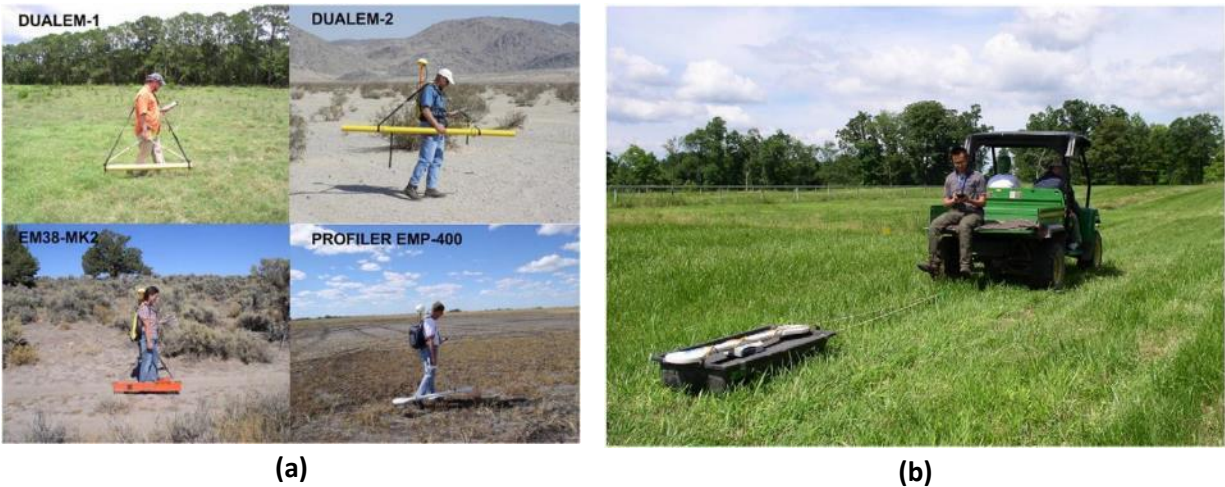 DUALEM-1
DUALEM-2
EM38-MK2
PROFILER EMP-400
(a)
(b)